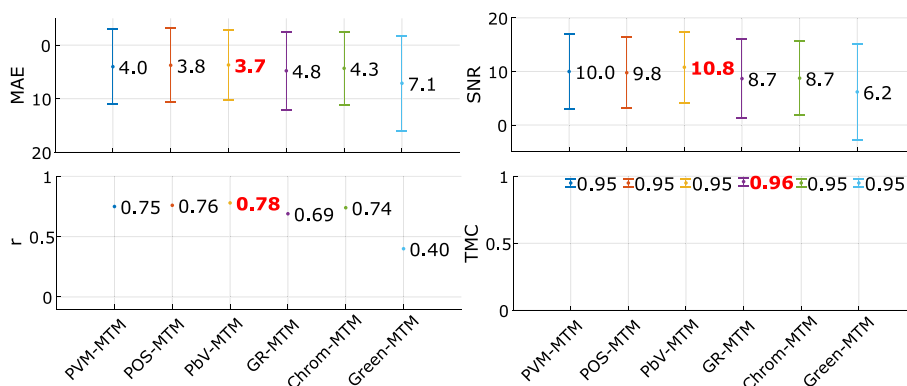 MAE
0
10
20
4.0
3.8
3.7
4.8
4.3
7.1
SNR
20
10
0
10.0
9.8
10.8
8.7
8.7
6.2
r
1
0.5
0
0.75
0.76
0.78
0.69
0.74
0.40
PVM-MTM
POS-MTM
PbV-MTM
GR-MTM
Chrom-MTM
Green-MTM
TMC
1
0.5
0
0.95
0.95
0.95
0.96
0.95
0.95
PVM-MTM
POS-MTM
PbV-MTM
GR-MTM
Chrom-MTM
Green-MTM